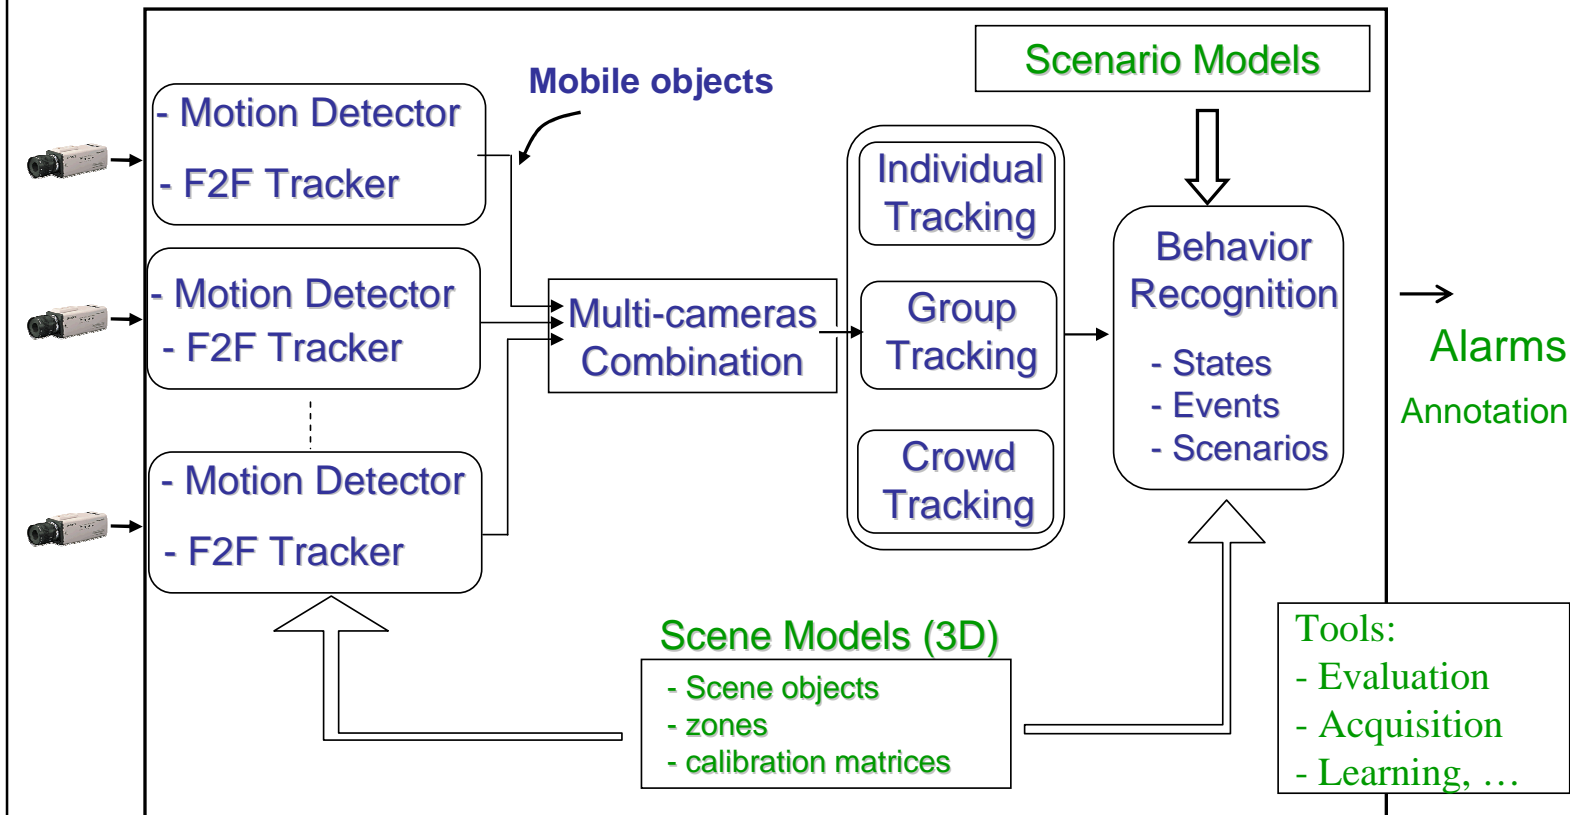 Scenario Models
Mobile objects
- Motion Detector
- F2F Tracker
- Motion Detector
- F2F Tracker
- Motion Detector
- F2F Tracker
Multi-cameras
Combination
Individual
Tracking
Group
Tracking
Crowd
Tracking
Behavior
Recognition
- States
- Events
- Scenarios
Alarms
Annotation
Scene Models (3D)
- Scene objects
- zones
- calibration matrices
Tools:
- Evaluation
- Acquisition
- Learning, …